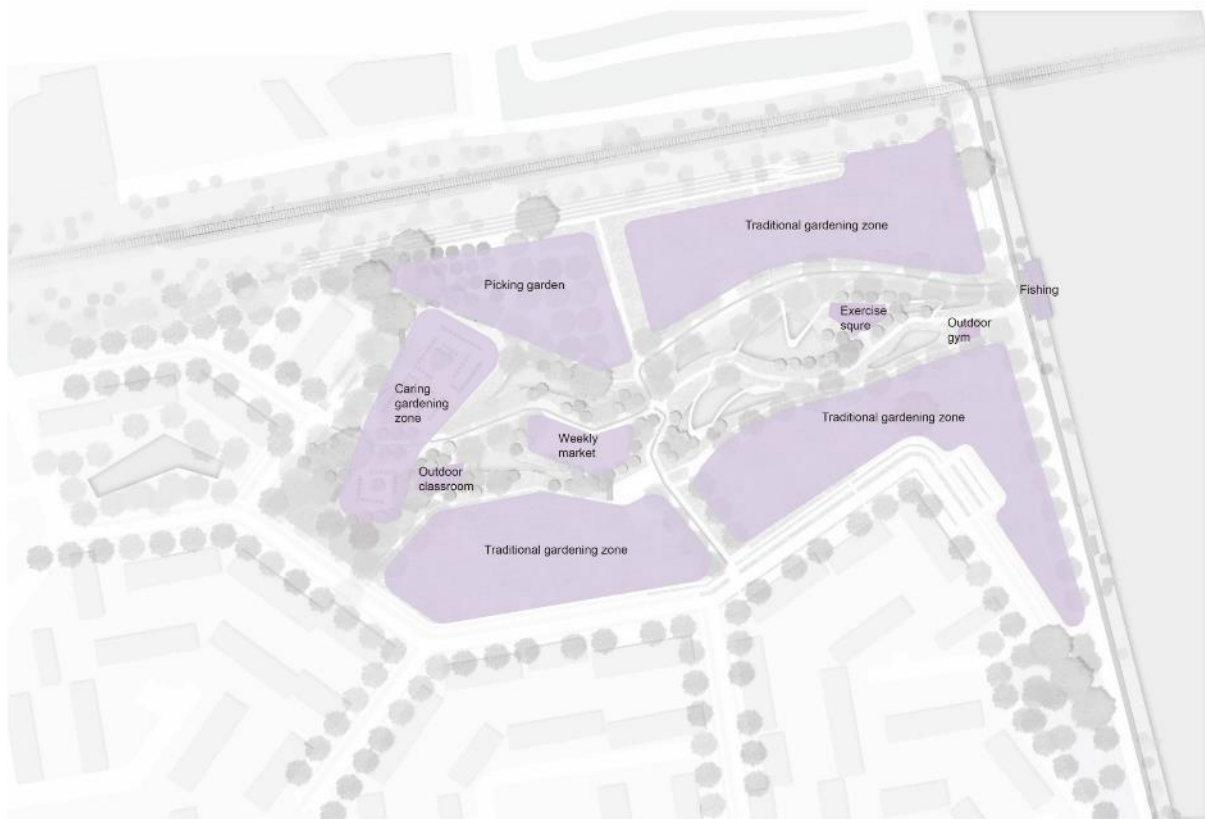 Traditional gardening zone
Picking garden
Fishing
Exercise
squre
Outdoor
gym
Caring
gardening
zone
Traditional gardening zone
Weekly
market
Outdoor
classroom
Traditional gardening zone